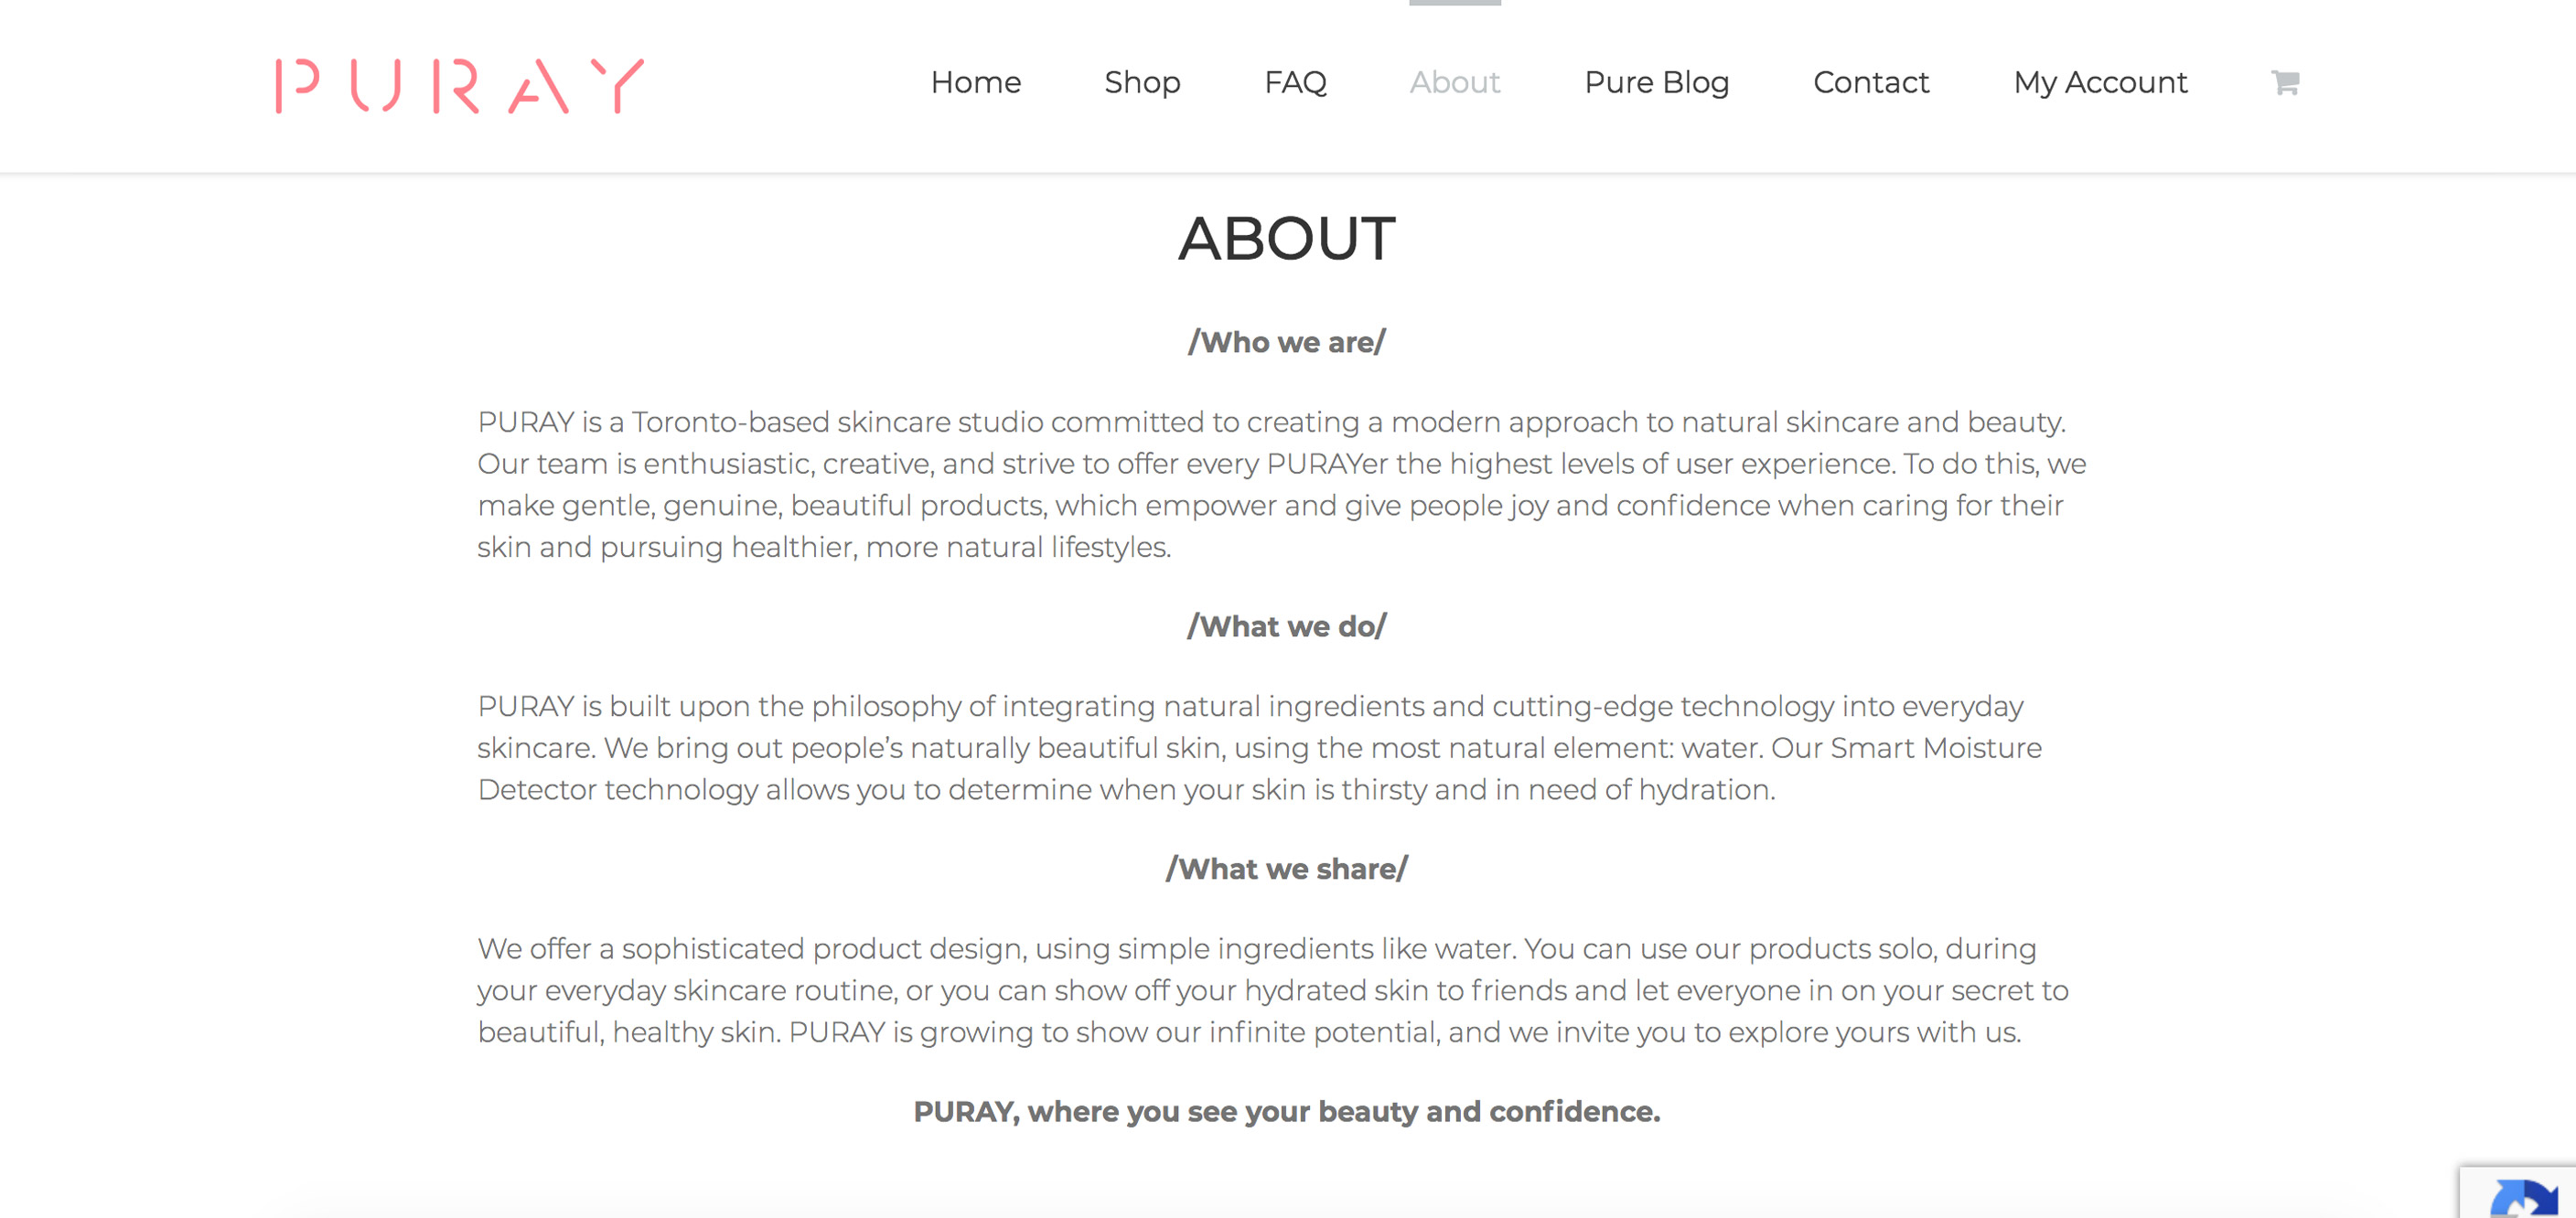 PURAY
Home Shop FAQ About Pure Blog Contact My Account
ABOUT
/Who we are/
PURAY is a Toronto-based skincare studio committed to creating a modern approach to natural skincare and beauty.
Our team is enthusiastic, creative, and strive to offer every PURAYer the highest levels of user experience. To do this, we
make gentle, genuine, beautiful products, which empower and give people joy and confidence when caring for their
skin and pursuing healthier, more natural lifestyles.
/What we do/
PURAY is built upon the philosophy of integrating natural ingredients and cutting-edge technology into everyday
skincare. We bring out people’s naturally beautiful skin, using the most natural element: water. Our Smart Moisture
Detector technology allows you to determine when your skin is thirsty and in need of hydration.
/What we share/
We offer a sophisticated product design, using simple ingredients like water. You can use our products solo, during
your everyday skincare routine, or you can show off your hydrated skin to friends and let everyone in on your secret to
beautiful, healthy skin. PURAY is growing to show our infinite potential, and we invite you to explore yours with us.
PURAY, where you see your beauty and confidence.